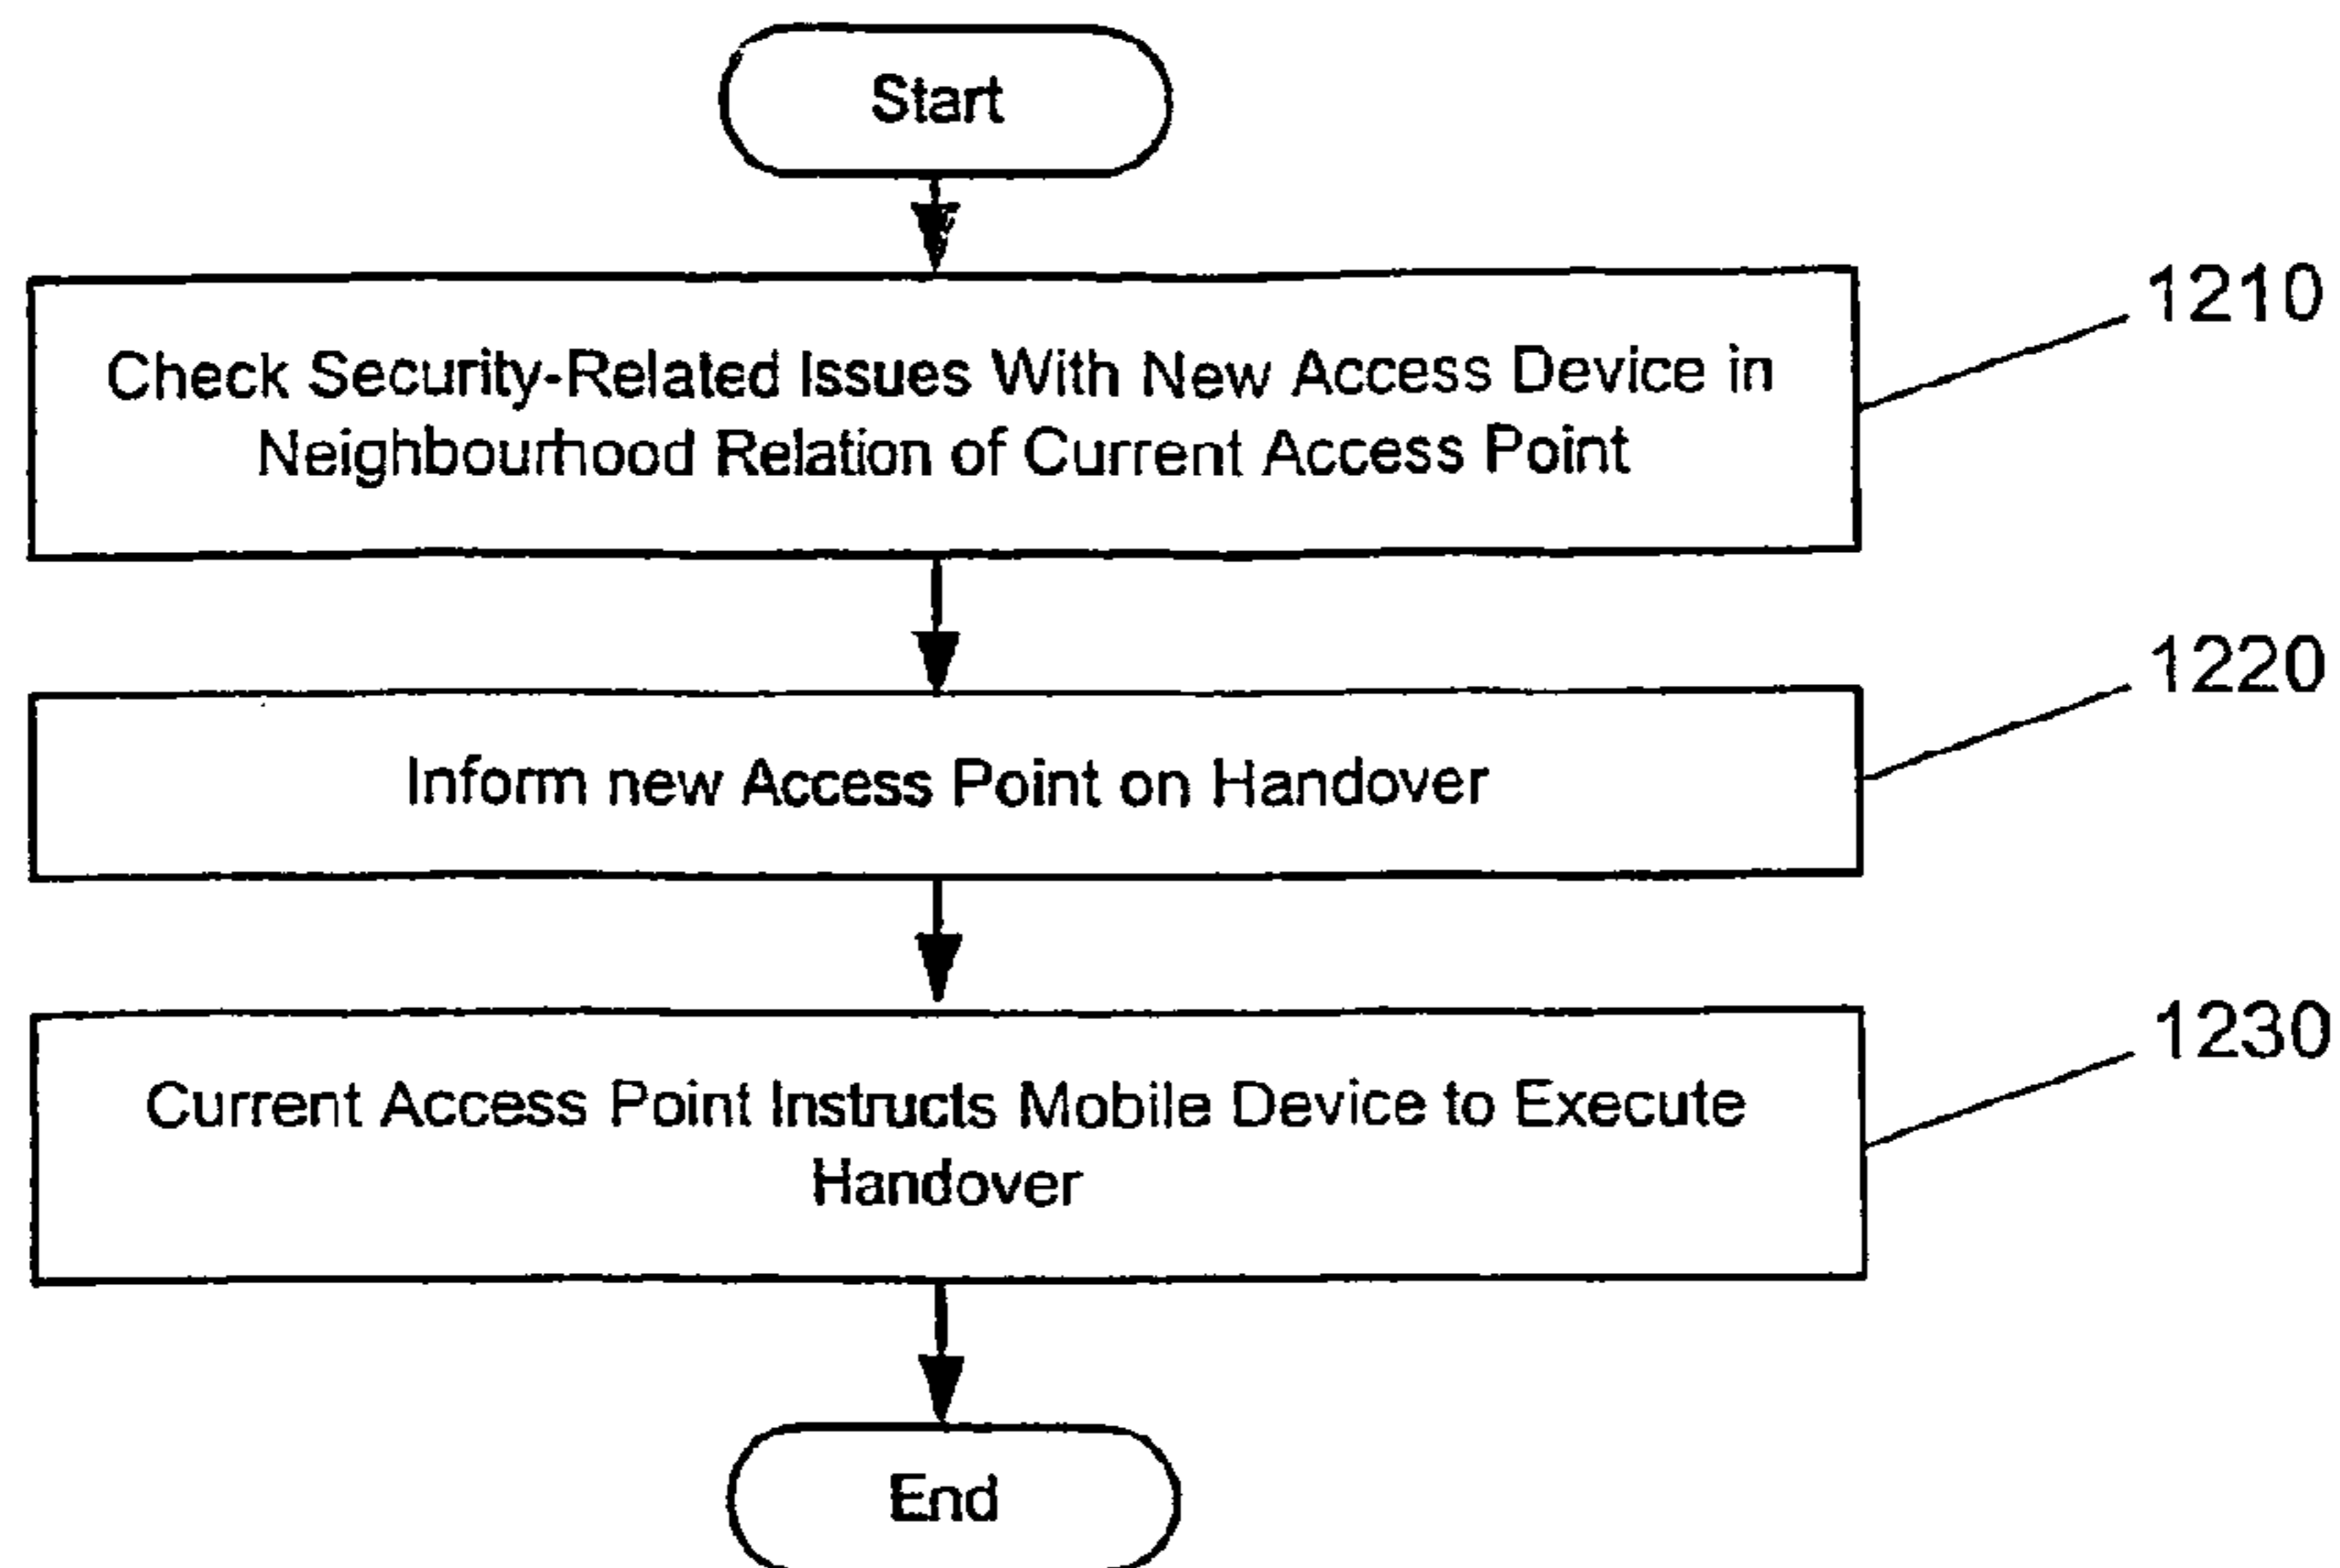 Start
1210
Check Security-Related Issues With New Access Device in
Neighbourhood Relation of Current Access Point
1220
Inform new Access Point on Handover
1230
Current Access Point Instructs Mobile Device to Execute
Handover
End